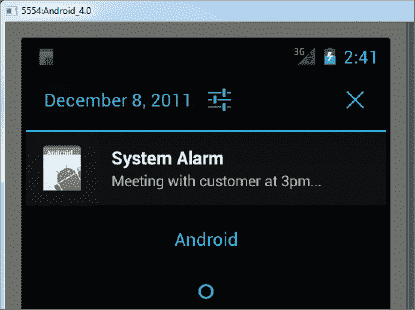 5554:Android_4.0
3G 2:41
December 8, 2011
System Alarm
Meeting with customer at 3pm...
Android